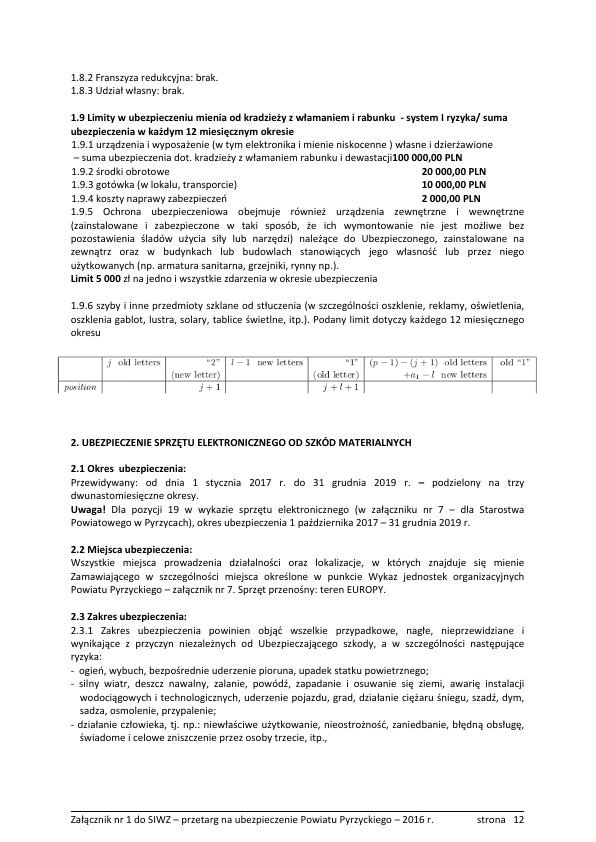 1.8.2 Franszyza redukcyjna: brak.
1.8.3 Udział własny: brak.
1.9 Limity w ubezpieczeniu mienia od kradzieży z włamaniem i rabunku - system I ryzyka/ suma
ubezpieczenia w każdym 12 miesięcznym okresie
1.9.1 urządzenia i wyposażenie (w tym elektronika i mienie niskocenne ) własne i dzierżawione
– suma ubezpieczenia dot. kradzieży z włamaniem rabunku i dewastacji100 000,00 PLN
1.9.2 środki obrotowe 20 000,00 PLN
1.9.3 gotówka (w lokalu, transporcie) 10 000,00 PLN
1.9.4 koszty naprawy zabezpieczeń 2 000,00 PLN
1.9.5 Ochrona ubezpieczeniowa obejmuje również urządzenia zewnętrzne i wewnętrzne
(zainstalowane i zabezpieczone w taki sposób, że ich wymontowanie nie jest możliwe bez
pozostawienia śladów użycia siły lub narzędzi) należące do Ubezpieczonego, zainstalowane na
zewnątrz oraz w budynkach lub budowlach stanowiących jego własność lub przez niego
użytkowanych (np. armatura sanitarna, grzejniki, rynny np.).
Limit 5 000 zł na jedno i wszystkie zdarzenia w okresie ubezpieczenia
1.9.6 szyby i inne przedmioty szklane od stłuczenia (w szczególności oszklenie, reklamy, oświetlenia,
oszklenia gablot, lustra, solary, tablice świetlne, itp.). Podany limit dotyczy każdego 12 miesięcznego
okresu
j old letters "2" l − 1 new letters "1" (p − 1) − (j + 1) old letters old "1"
(new letter) (old letter) +a₁ − l new letters
position j + 1 j + l + 1
2. UBEZPIECZENIE SPRZĘTU ELEKTRONICZNEGO OD SZKÓD MATERIALNYCH
2.1 Okres ubezpieczenia:
Przewidywany: od dnia 1 stycznia 2017 r. do 31 grudnia 2019 r. – podzielony na trzy
dwunastomiesięczne okresy.
Uwaga! Dla pozycji 19 w wykazie sprzętu elektronicznego (w załączniku nr 7 – dla Starostwa
Powiatowego w Pyrzycach), okres ubezpieczenia 1 października 2017 – 31 grudnia 2019 r.
2.2 Miejsca ubezpieczenia:
Wszystkie miejsca prowadzenia działalności oraz lokalizacje, w których znajduje się mienie
Zamawiającego w szczególności miejsca określone w punkcie Wykaz jednostek organizacyjnych
Powiatu Pyrzyckiego – załącznik nr 7. Sprzęt przenośny: teren EUROPY.
2.3 Zakres ubezpieczenia:
2.3.1 Zakres ubezpieczenia powinien objąć wszelkie przypadkowe, nagłe, nieprzewidziane i
wynikające z przyczyn niezależnych od Ubezpieczającego szkody, a w szczególności następujące
ryzyka:
- ogień, wybuch, bezpośrednie uderzenie pioruna, upadek statku powietrznego;
- silny wiatr, deszcz nawalny, zalanie, powódź, zapadanie i osuwanie się ziemi, awarię instalacji
wodociągowych i technologicznych, uderzenie pojazdu, grad, działanie ciężaru śniegu, szadź, dym,
sadza, osmolenie, przypalenie;
- działanie człowieka, tj. np.: niewłaściwe użytkowanie, nieostrożność, zaniedbanie, błędną obsługę,
świadome i celowe zniszczenie przez osoby trzecie, itp.,
Załącznik nr 1 do SIWZ – przetarg na ubezpieczenie Powiatu Pyrzyckiego – 2016 r. strona 12